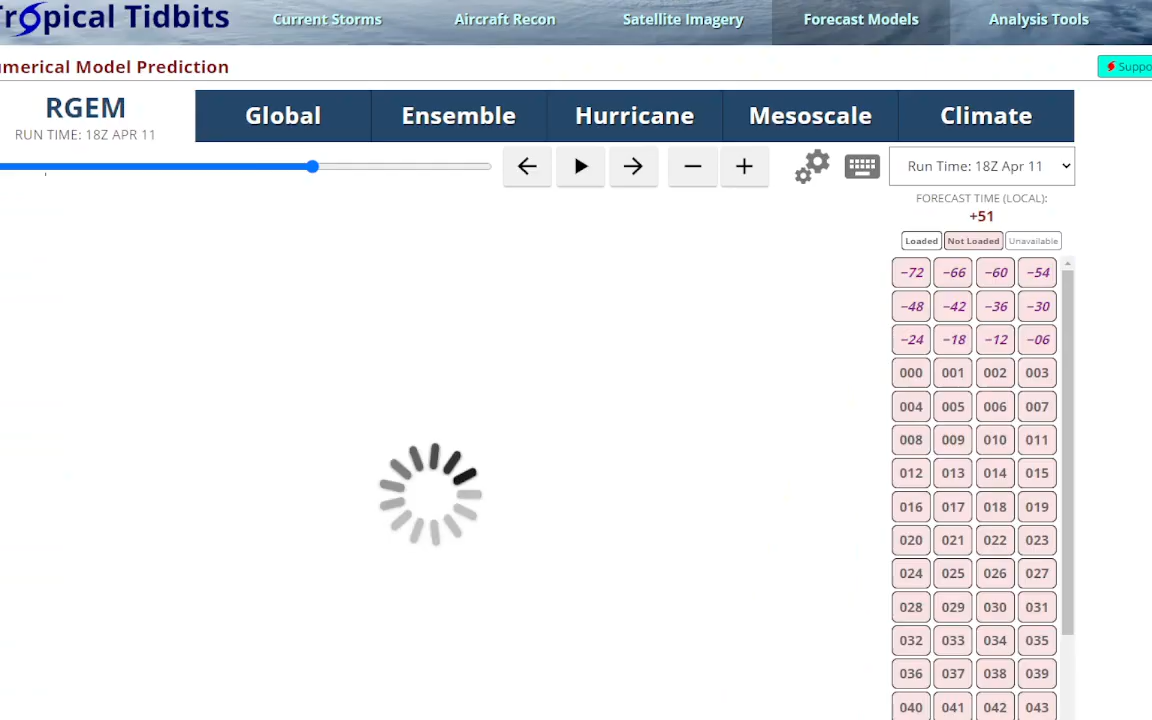 Tropical Tidbits
Current Storms
Aircraft Recon
Satellite Imagery
Forecast Models
Analysis Tools
umerical Model Prediction
Suppo
RGEM
RUN TIME: 18Z APR 11
Global
Ensemble
Hurricane
Mesoscale
Climate
Run Time: 18Z Apr 11
FORECAST TIME (LOCAL):
+51
Loaded Not Loaded Unavailable
−72 −66 −60 −54
−48 −42 −36 −30
−24 −18 −12 −06
000 001 002 003
004 005 006 007
008 009 010 011
012 013 014 015
016 017 018 019
020 021 022 023
024 025 026 027
028 029 030 031
032 033 034 035
036 037 038 039
040 041 042 043